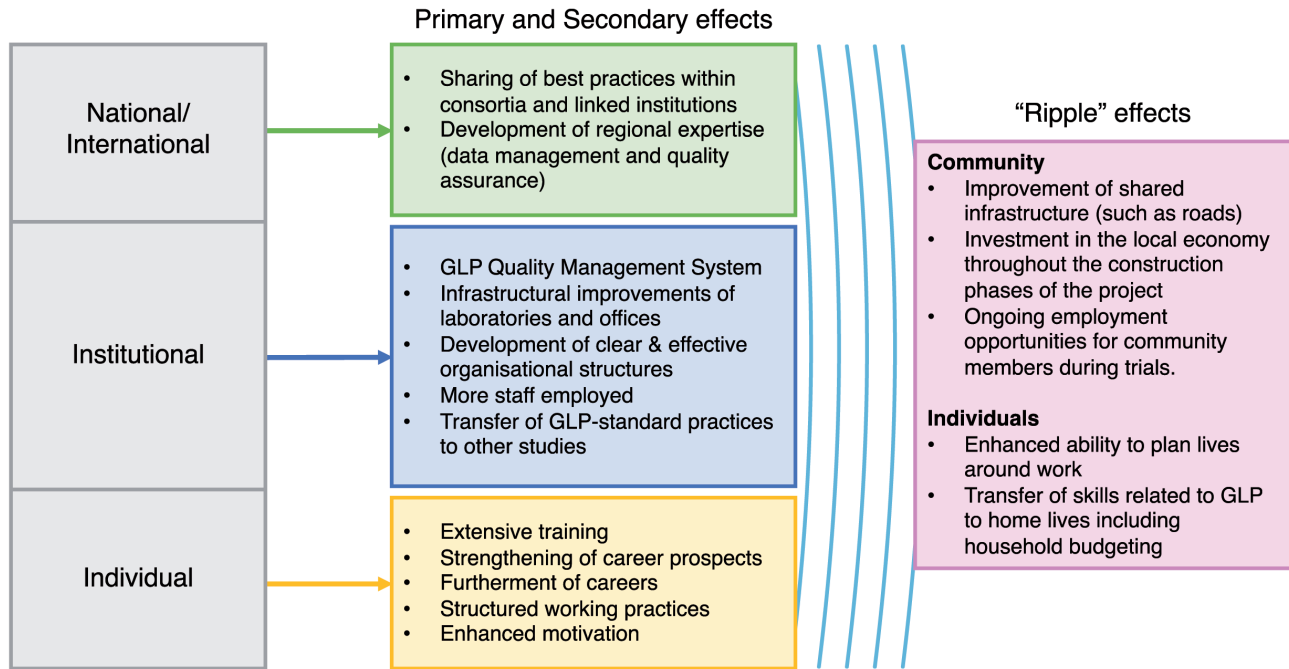 Primary and Secondary effects
National/
International
• Sharing of best practices within
consortia and linked institutions
• Development of regional expertise
(data management and quality
assurance)
Institutional
• GLP Quality Management System
• Infrastructural improvements of
laboratories and offices
• Development of clear & effective
organisational structures
• More staff employed
• Transfer of GLP-standard practices
to other studies
Individual
• Extensive training
• Strengthening of career prospects
• Furtherment of careers
• Structured working practices
• Enhanced motivation
“Ripple” effects
Community
• Improvement of shared
infrastructure (such as roads)
• Investment in the local economy
throughout the construction
phases of the project
• Ongoing employment
opportunities for community
members during trials.
Individuals
• Enhanced ability to plan lives
around work
• Transfer of skills related to GLP
to home lives including
household budgeting